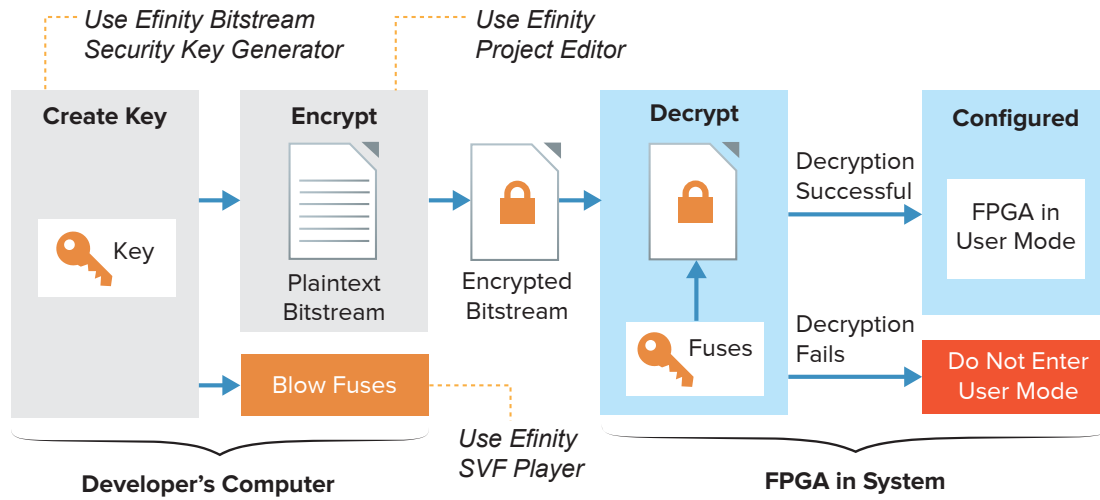 Use Efinity Bitstream
Security Key Generator
Use Efinity
Project Editor
Create Key
Key
Encrypt
Plaintext
Bitstream
Encrypted
Bitstream
Blow Fuses
Use Efinity
SVF Player
Developer's Computer
Decrypt
Fuses
Decryption
Successful
Decryption
Fails
Configured
FPGA in
User Mode
Do Not Enter
User Mode
FPGA in System